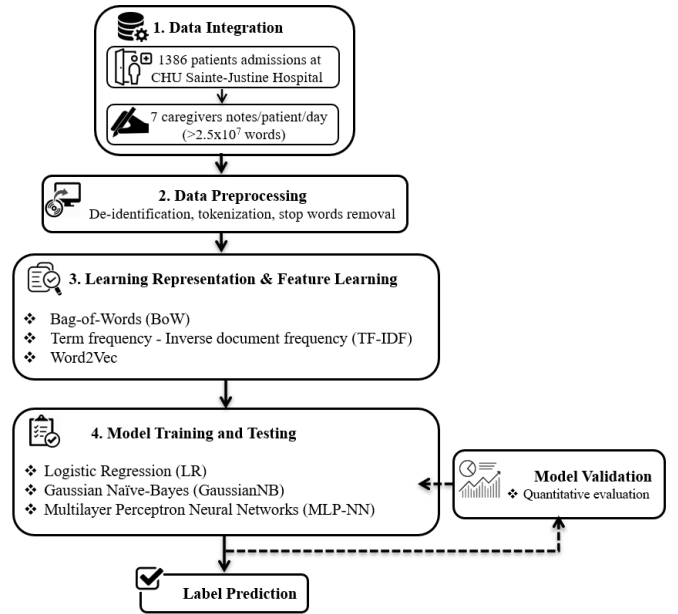 1. Data Integration
1386 patients admissions at
CHU Sainte-Justine Hospital
7 caregivers notes/patient/day
(>2.5x10⁷ words)
2. Data Preprocessing
De-identification, tokenization, stop words removal
3. Learning Representation & Feature Learning
❖ Bag-of-Words (BoW)
❖ Term frequency - Inverse document frequency (TF-IDF)
❖ Word2Vec
4. Model Training and Testing
❖ Logistic Regression (LR)
❖ Gaussian Naïve-Bayes (GaussianNB)
❖ Multilayer Perceptron Neural Networks (MLP-NN)
Model Validation
❖ Quantitative evaluation
Label Prediction